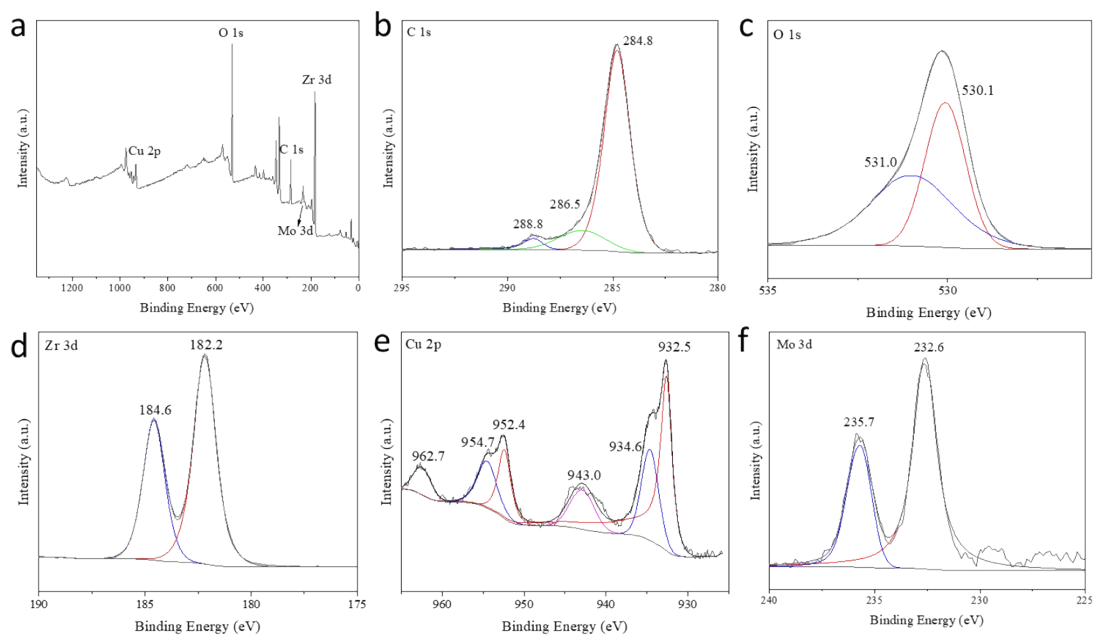 a
O 1s
Zr 3d
Cu 2p
C 1s
Mo 3d
Intensity (a.u.)
1200 1000 800 600 400 200 0
Binding Energy (eV)
b
C 1s
284.8
286.5
288.8
Intensity (a.u.)
295 290 285 280
Binding Energy (eV)
c
O 1s
530.1
531.0
Intensity (a.u.)
535 530
Binding Energy (eV)
d
Zr 3d
182.2
184.6
Intensity (a.u.)
190 185 180 175
Binding Energy (eV)
e
Cu 2p
932.5
952.4
954.7
934.6
962.7
943.0
Intensity (a.u.)
960 950 940 930
Binding Energy (eV)
f
Mo 3d
232.6
235.7
Intensity (a.u.)
240 235 230 225
Binding Energy (eV)